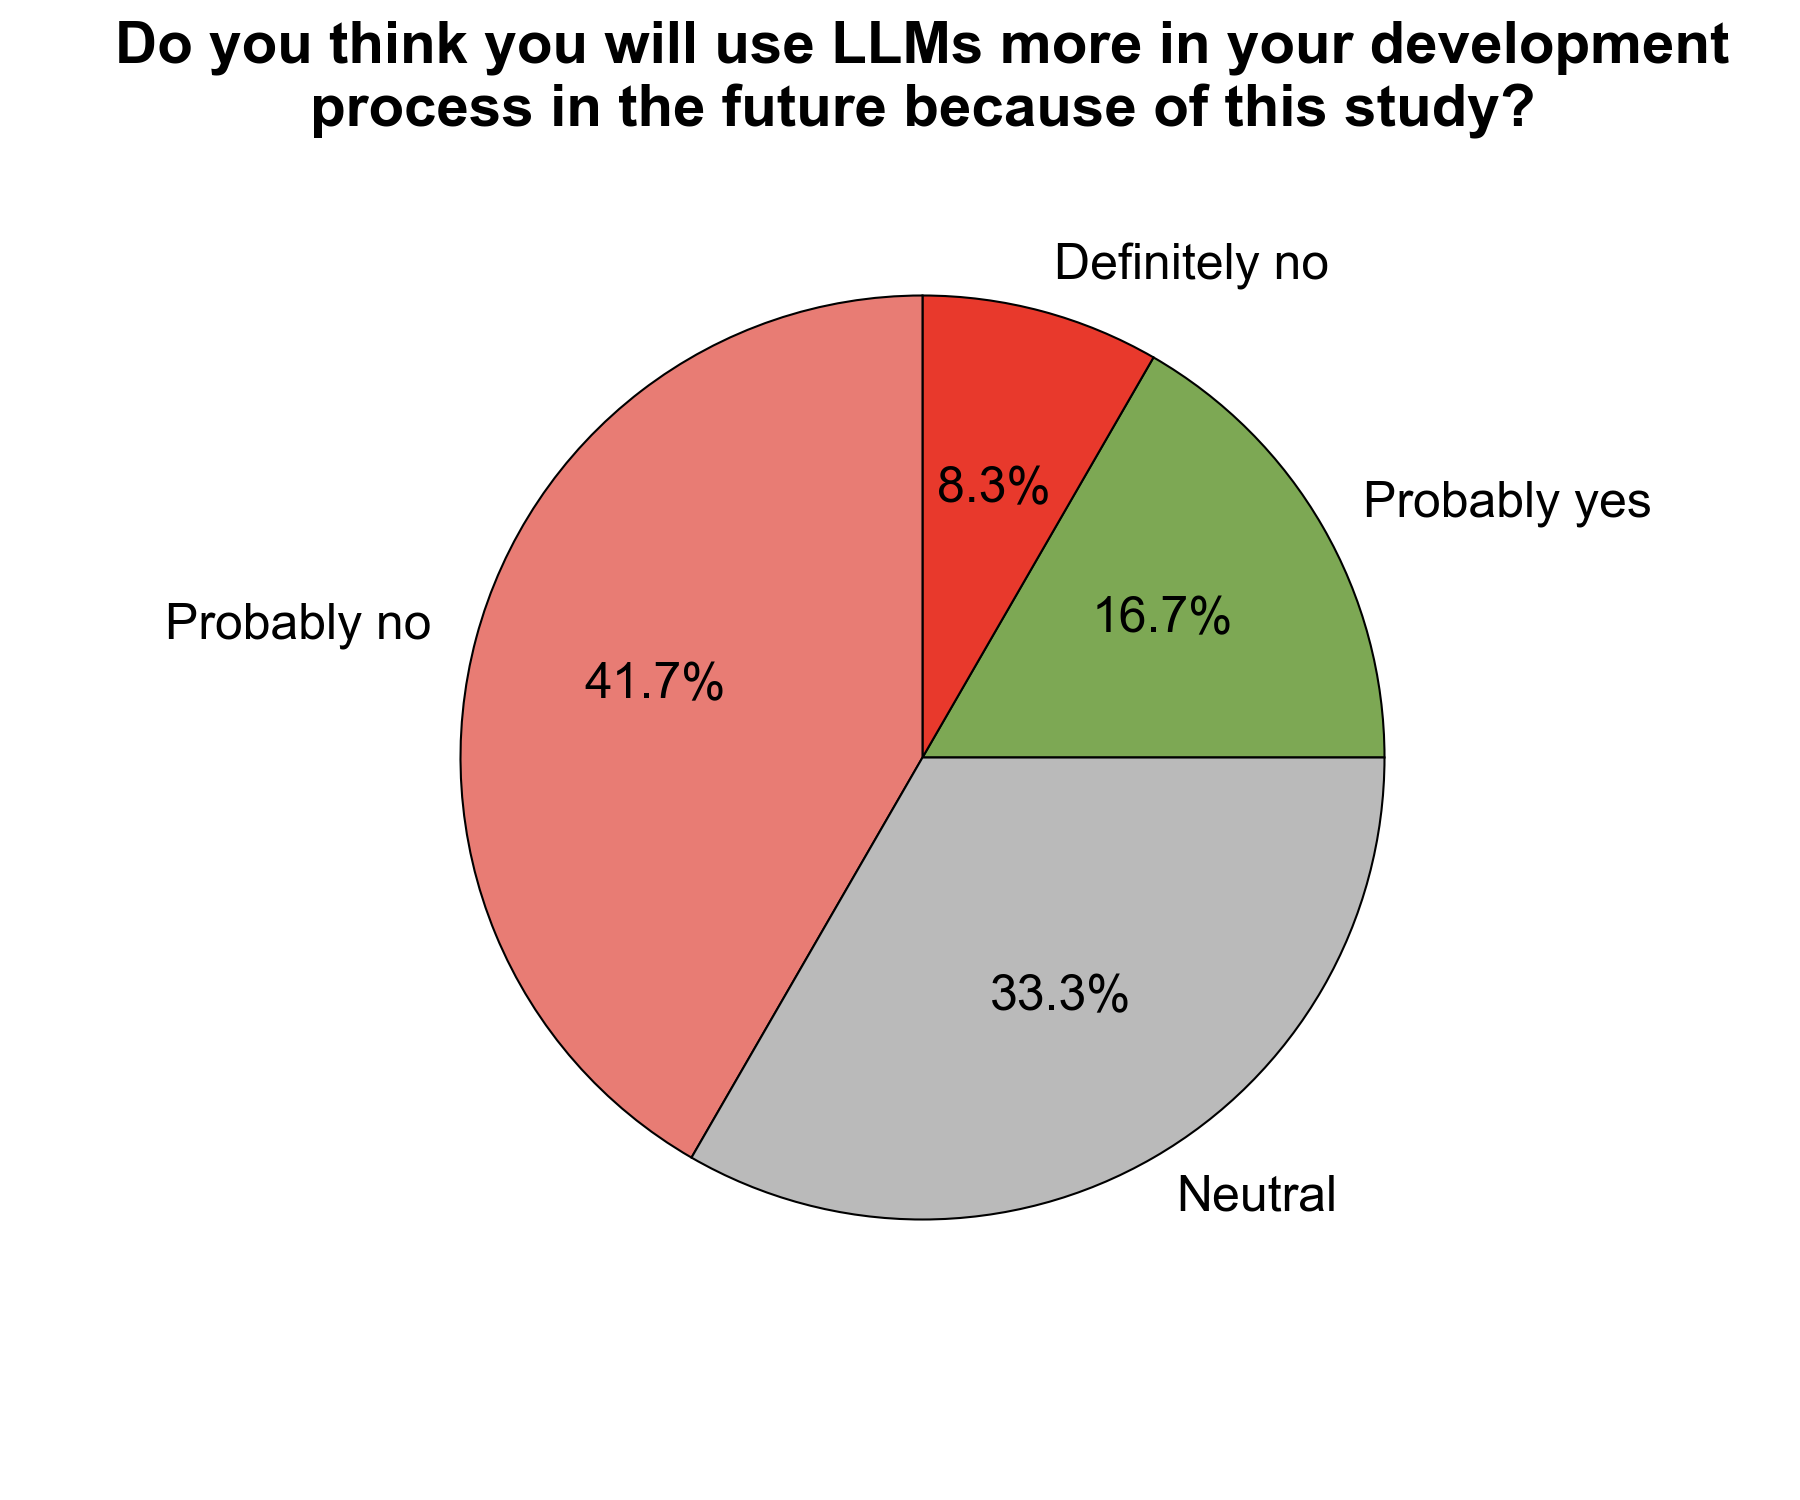 Do you think you will use LLMs more in your development
process in the future because of this study?
Definitely no
8.3%
Probably yes
16.7%
Probably no
41.7%
33.3%
Neutral